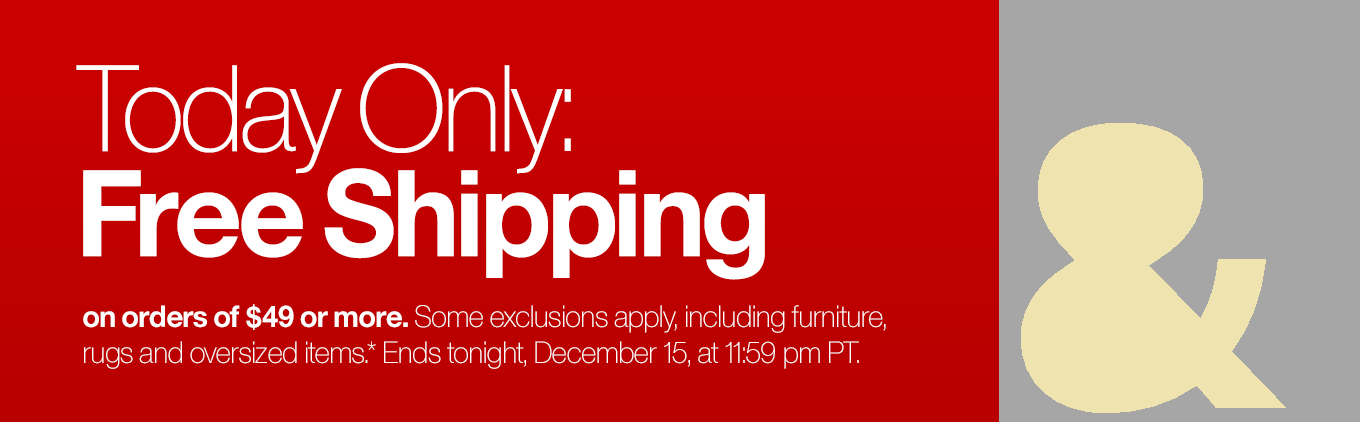 Today Only:
Free Shipping
on orders of $49 or more. Some exclusions apply, including furniture,
rugs and oversized items.* Ends tonight, December 15, at 11:59 pm PT.
&